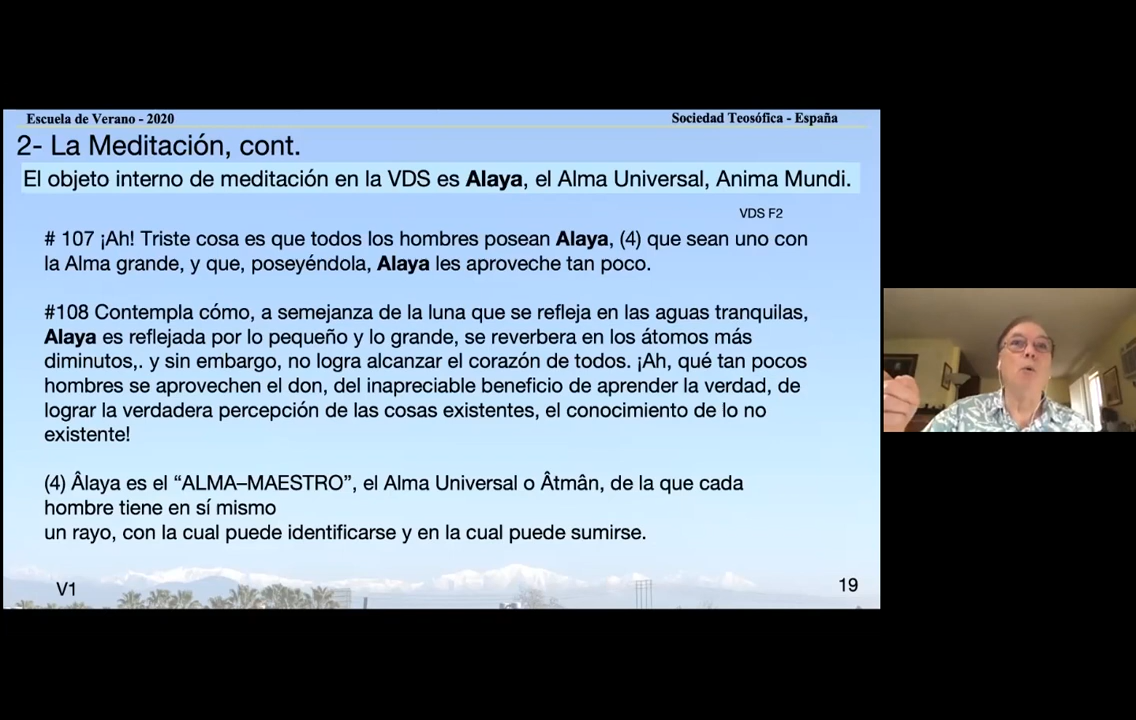 Escuela de Verano - 2020
Sociedad Teosófica - España
2- La Meditación, cont.
El objeto interno de meditación en la VDS es Alaya, el Alma Universal, Anima Mundi.
VDS F2
# 107 ¡Ah! Triste cosa es que todos los hombres posean Alaya, (4) que sean uno con
la Alma grande, y que, poseyéndola, Alaya les aproveche tan poco.
#108 Contempla cómo, a semejanza de la luna que se refleja en las aguas tranquilas,
Alaya es reflejada por lo pequeño y lo grande, se reverbera en los átomos más
diminutos,. y sin embargo, no logra alcanzar el corazón de todos. ¡Ah, qué tan pocos
hombres se aprovechen el don, del inapreciable beneficio de aprender la verdad, de
lograr la verdadera percepción de las cosas existentes, el conocimiento de lo no
existente!
(4) Âlaya es el “ALMA–MAESTRO”, el Alma Universal o Âtmân, de la que cada
hombre tiene en sí mismo
un rayo, con la cual puede identificarse y en la cual puede sumirse.
V1
19